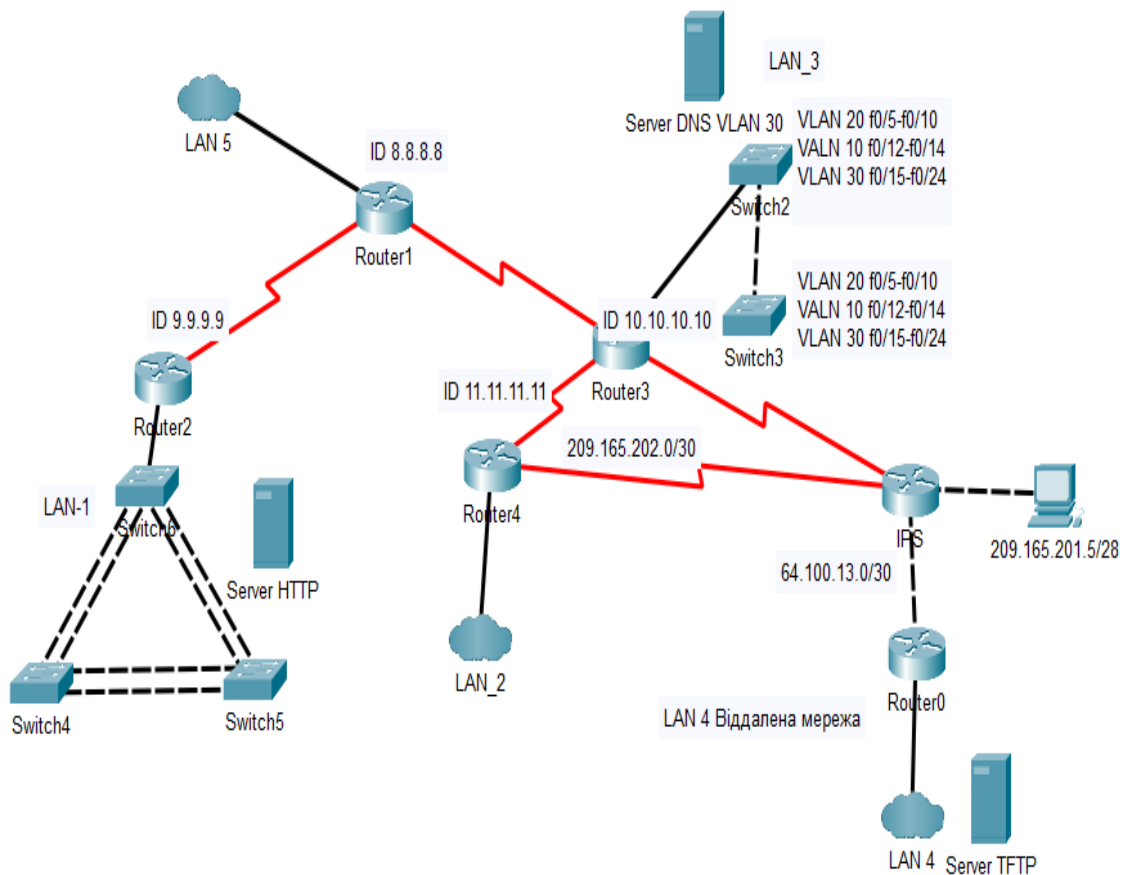 LAN_3
Server DNS VLAN 30
VLAN 20 f0/5-f0/10
VALN 10 f0/12-f0/14
VLAN 30 f0/15-f0/24
Switch2
LAN 5
ID 8.8.8.8
Router1
VLAN 20 f0/5-f0/10
VALN 10 f0/12-f0/14
VLAN 30 f0/15-f0/24
Switch3
ID 9.9.9.9
ID 10.10.10.10
Router3
Router2
ID 11.11.11.11
209.165.202.0/30
Router4
LAN-1
Switch6
Server HTTP
IPS
209.165.201.5/28
64.100.13.0/30
LAN_2
Router0
Switch4
Switch5
LAN 4 Віддалена мережа
LAN 4
Server TFTP